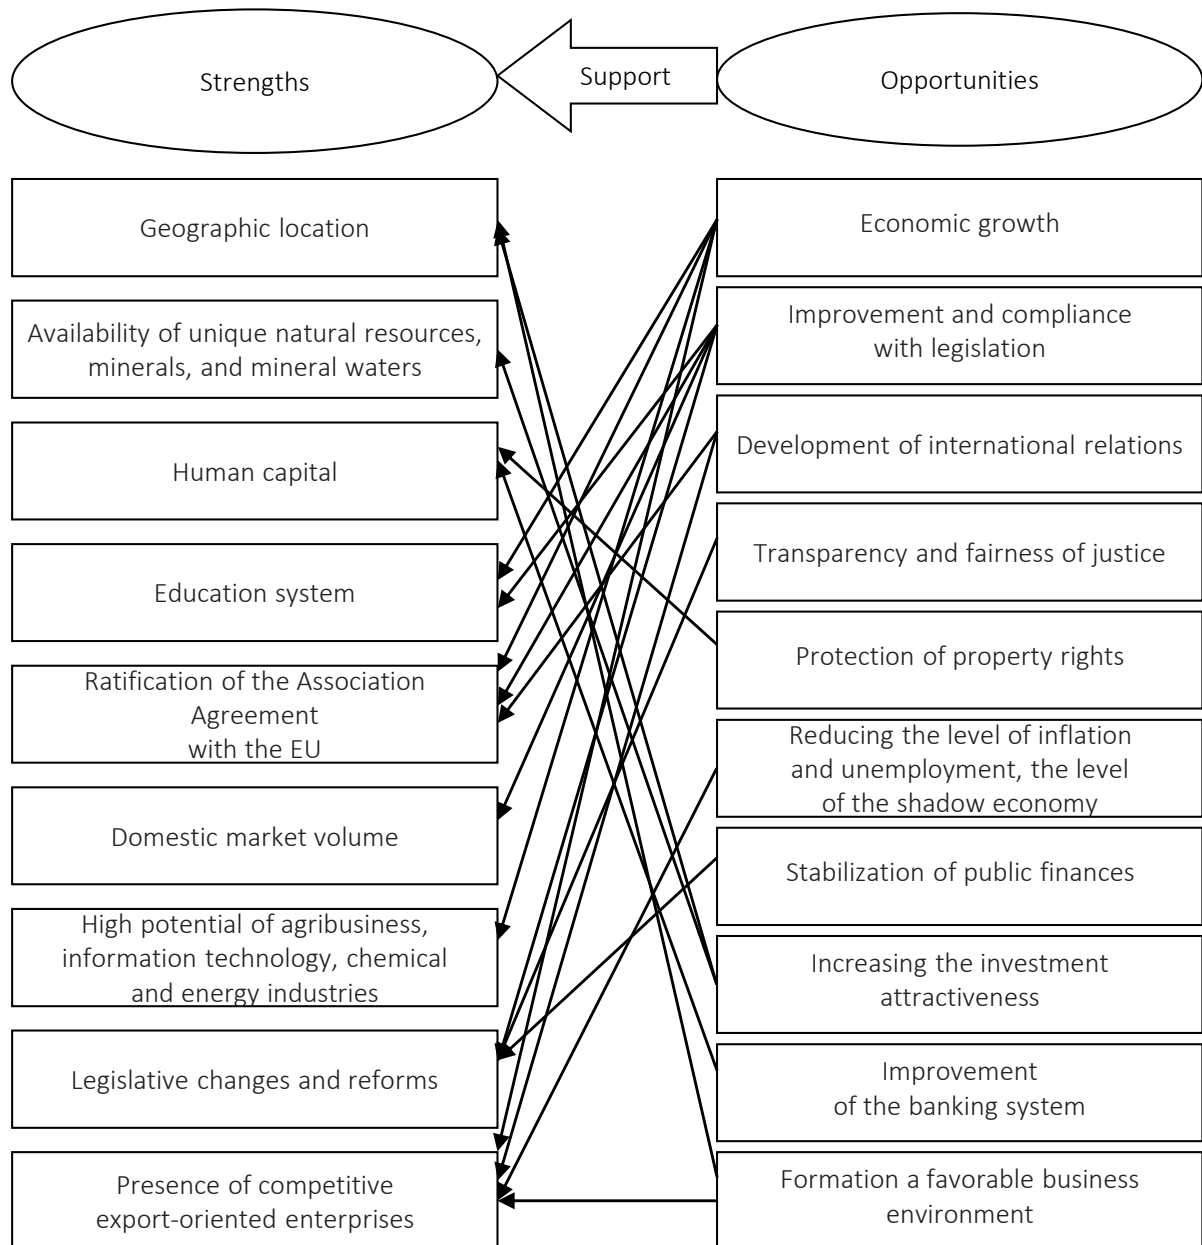 Strengths
Support
Opportunities
Geographic location
Availability of unique natural resources,
minerals, and mineral waters
Human capital
Education system
Ratification of the Association
Agreement
with the EU
Domestic market volume
High potential of agribusiness,
information technology, chemical
and energy industries
Legislative changes and reforms
Presence of competitive
export-oriented enterprises
Economic growth
Improvement and compliance
with legislation
Development of international relations
Transparency and fairness of justice
Protection of property rights
Reducing the level of inflation
and unemployment, the level
of the shadow economy
Stabilization of public finances
Increasing the investment
attractiveness
Improvement
of the banking system
Formation a favorable business
environment